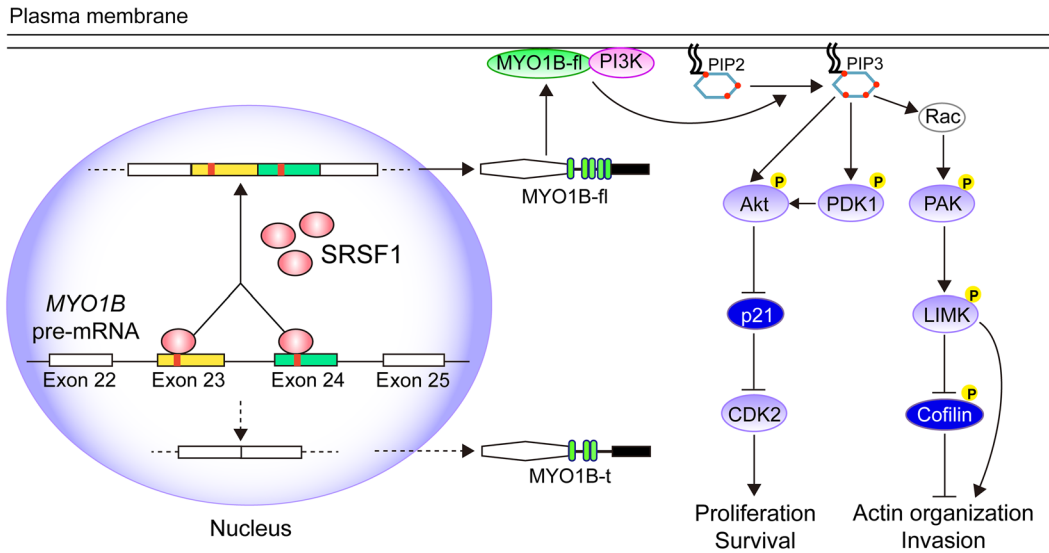 Plasma membrane
MYO1B-fl
PI3K
PIP2
PIP3
Rac
MYO1B-fl
P
P
P
Akt
PDK1
PAK
SRSF1
MYO1B
pre-mRNA
P
p21
LIMK
Exon 22
Exon 23
Exon 24
Exon 25
P
CDK2
Cofilin
MYO1B-t
Nucleus
Proliferation
Survival
Actin organization
Invasion